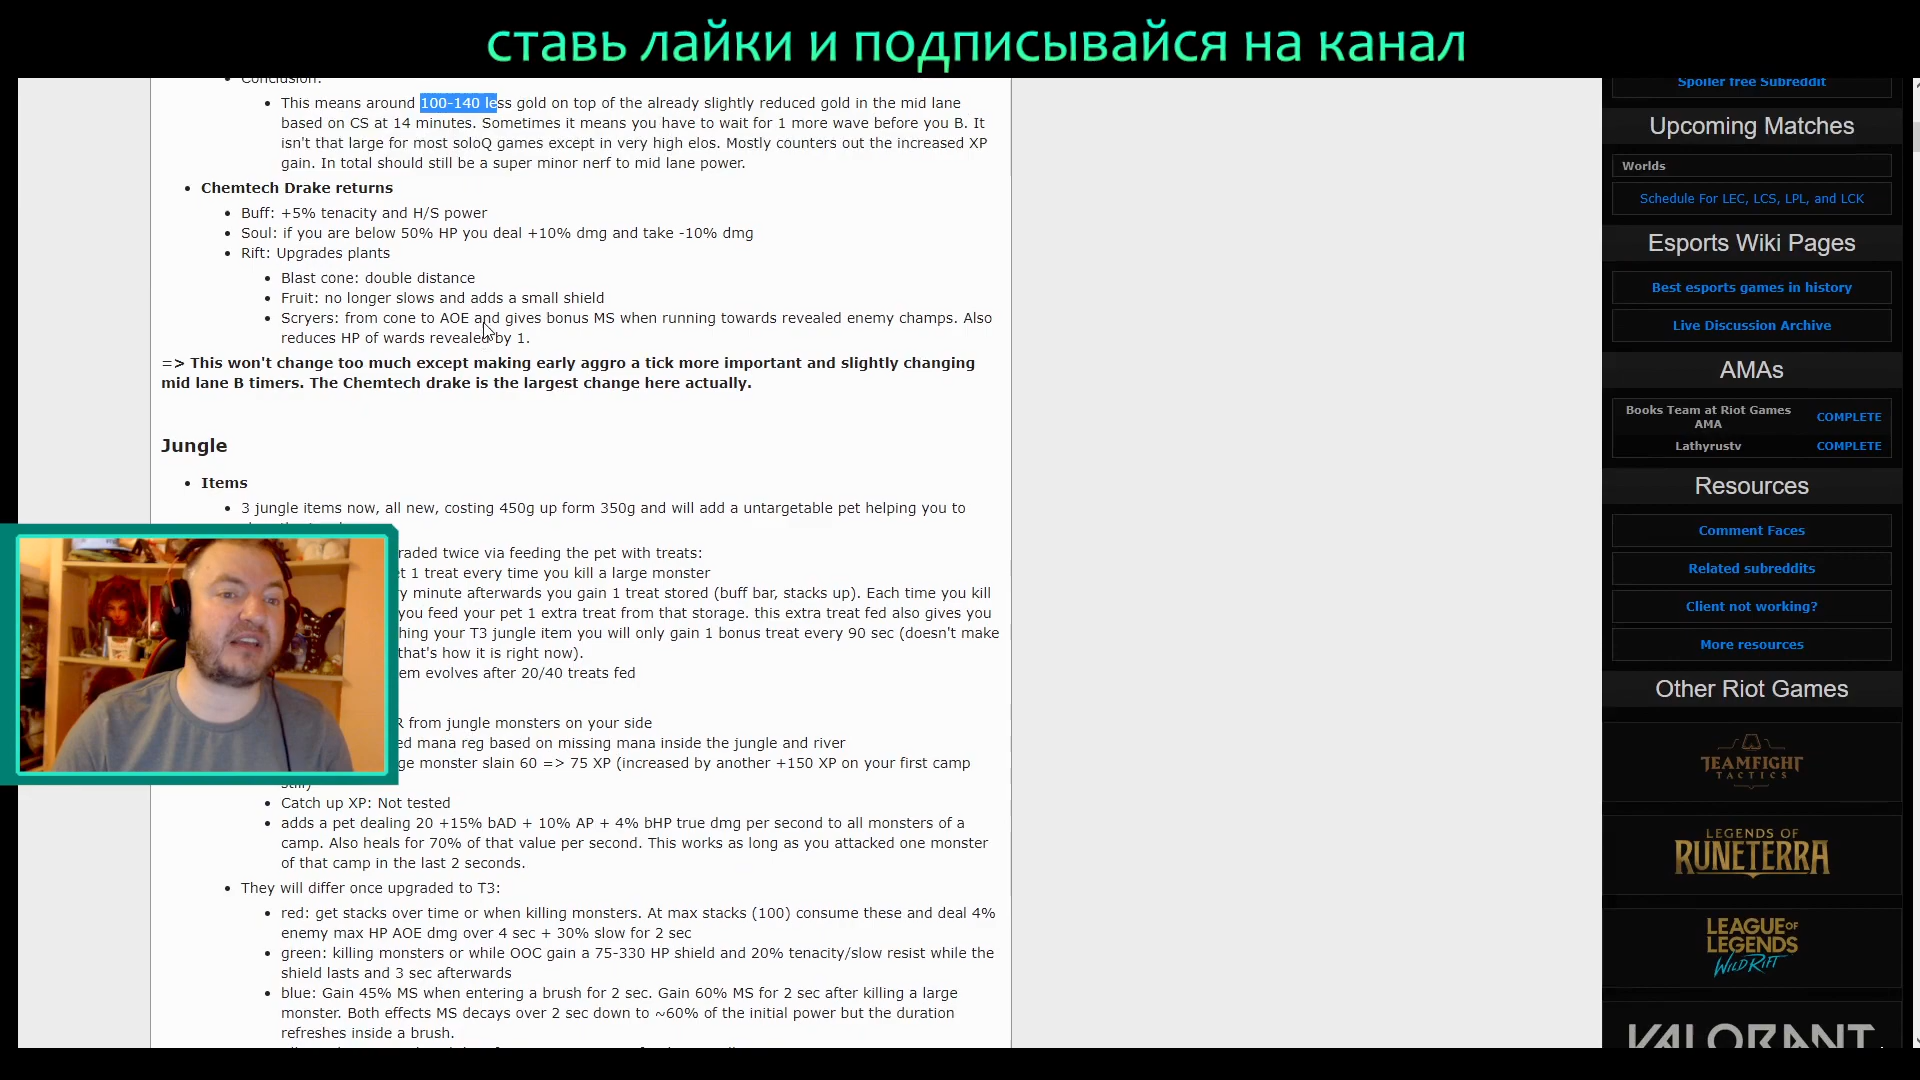 ставь лайки и подписывайся на канал
Conclusion:
This means around 100-140 less gold on top of the already slightly reduced gold in the mid lane
based on CS at 14 minutes. Sometimes it means you have to wait for 1 more wave before you B. It
isn't that large for most soloQ games except in very high elos. Mostly counters out the increased XP
gain. In total should still be a super minor nerf to mid lane power.
Chemtech Drake returns
Buff: +5% tenacity and H/S power
Soul: if you are below 50% HP you deal +10% dmg and take -10% dmg
Rift: Upgrades plants
Blast cone: double distance
Fruit: no longer slows and adds a small shield
Scryers: from cone to AOE and gives bonus MS when running towards revealed enemy champs. Also
reduces HP of wards revealed by 1.
=> This won't change too much except making early aggro a tick more important and slightly changing
mid lane B timers. The Chemtech drake is the largest change here actually.
Jungle
Items
3 jungle items now, all new, costing 450g up form 350g and will add a untargetable pet helping you to
raded twice via feeding the pet with treats:
t 1 treat every time you kill a large monster
ry minute afterwards you gain 1 treat stored (buff bar, stacks up). Each time you kill
you feed your pet 1 extra treat from that storage. this extra treat fed also gives you
hing your T3 jungle item you will only gain 1 bonus treat every 90 sec (doesn't make
that's how it is right now).
em evolves after 20/40 treats fed
R from jungle monsters on your side
ed mana reg based on missing mana inside the jungle and river
ge monster slain 60 => 75 XP (increased by another +150 XP on your first camp
Catch up XP: Not tested
adds a pet dealing 20 +15% bAD + 10% AP + 4% bHP true dmg per second to all monsters of a
camp. Also heals for 70% of that value per second. This works as long as you attacked one monster
of that camp in the last 2 seconds.
They will differ once upgraded to T3:
red: get stacks over time or when killing monsters. At max stacks (100) consume these and deal 4%
enemy max HP AOE dmg over 4 sec + 30% slow for 2 sec
green: killing monsters or while OOC gain a 75-330 HP shield and 20% tenacity/slow resist while the
shield lasts and 3 sec afterwards
blue: Gain 45% MS when entering a brush for 2 sec. Gain 60% MS for 2 sec after killing a large
monster. Both effects MS decays over 2 sec down to ~60% of the initial power but the duration
refreshes inside a brush.
Spoiler free Subreddit
Upcoming Matches
Worlds
Schedule For LEC, LCS, LPL, and LCK
Esports Wiki Pages
Best esports games in history
Live Discussion Archive
AMAs
Books Team at Riot Games AMA COMPLETE
Lathyrustv COMPLETE
Resources
Comment Faces
Related subreddits
Client not working?
More resources
Other Riot Games
TEAMFIGHT
TACTICS
LEGENDS OF
RUNETERRA
LEAGUE OF
LEGENDS
WILD RIFT
VALORANT